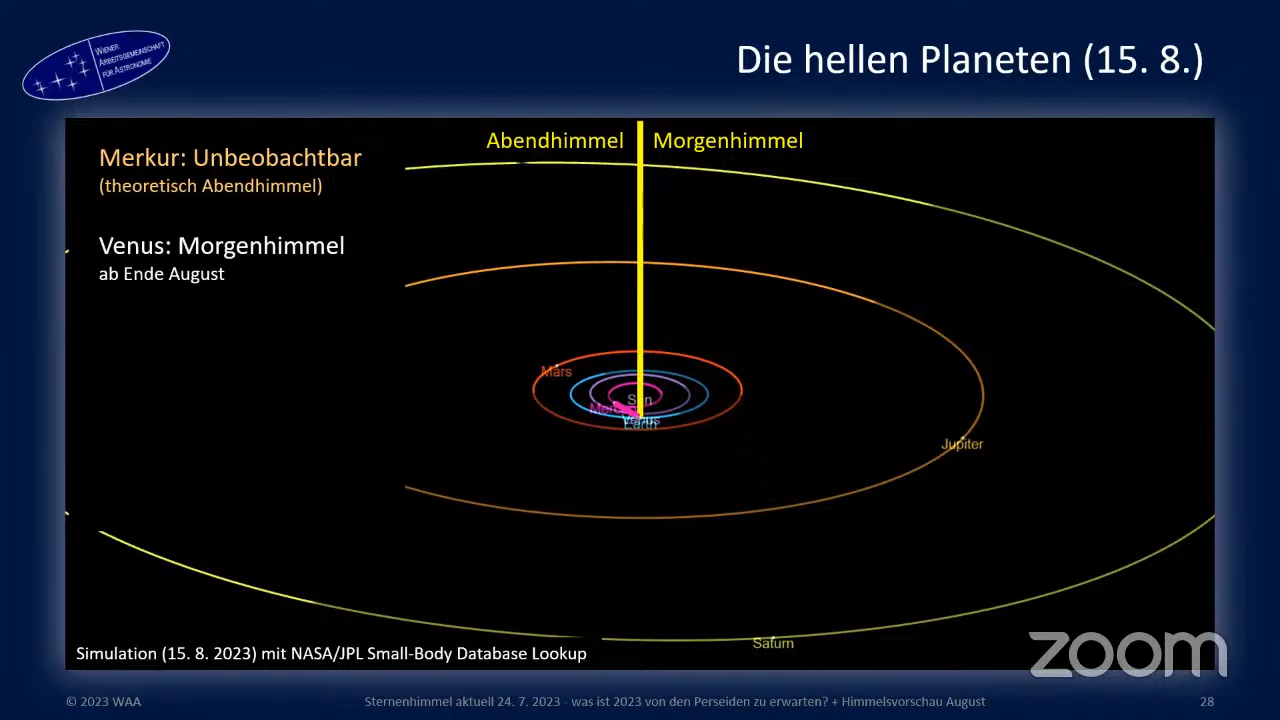 WIENER
ARBEITSGEMEINSCHAFT
FÜR ASTRONOMIE
Die hellen Planeten (15. 8.)
Abendhimmel
Morgenhimmel
Merkur: Unbeobachtbar
(theoretisch Abendhimmel)
Venus: Morgenhimmel
ab Ende August
Mars
Sun
Venus
Earth
Jupiter
Saturn
Simulation (15. 8. 2023) mit NASA/JPL Small-Body Database Lookup
zoom
© 2023 WAA
Sternenhimmel aktuell 24. 7. 2023 - was ist 2023 von den Perseiden zu erwarten? + Himmelsvorschau August
28